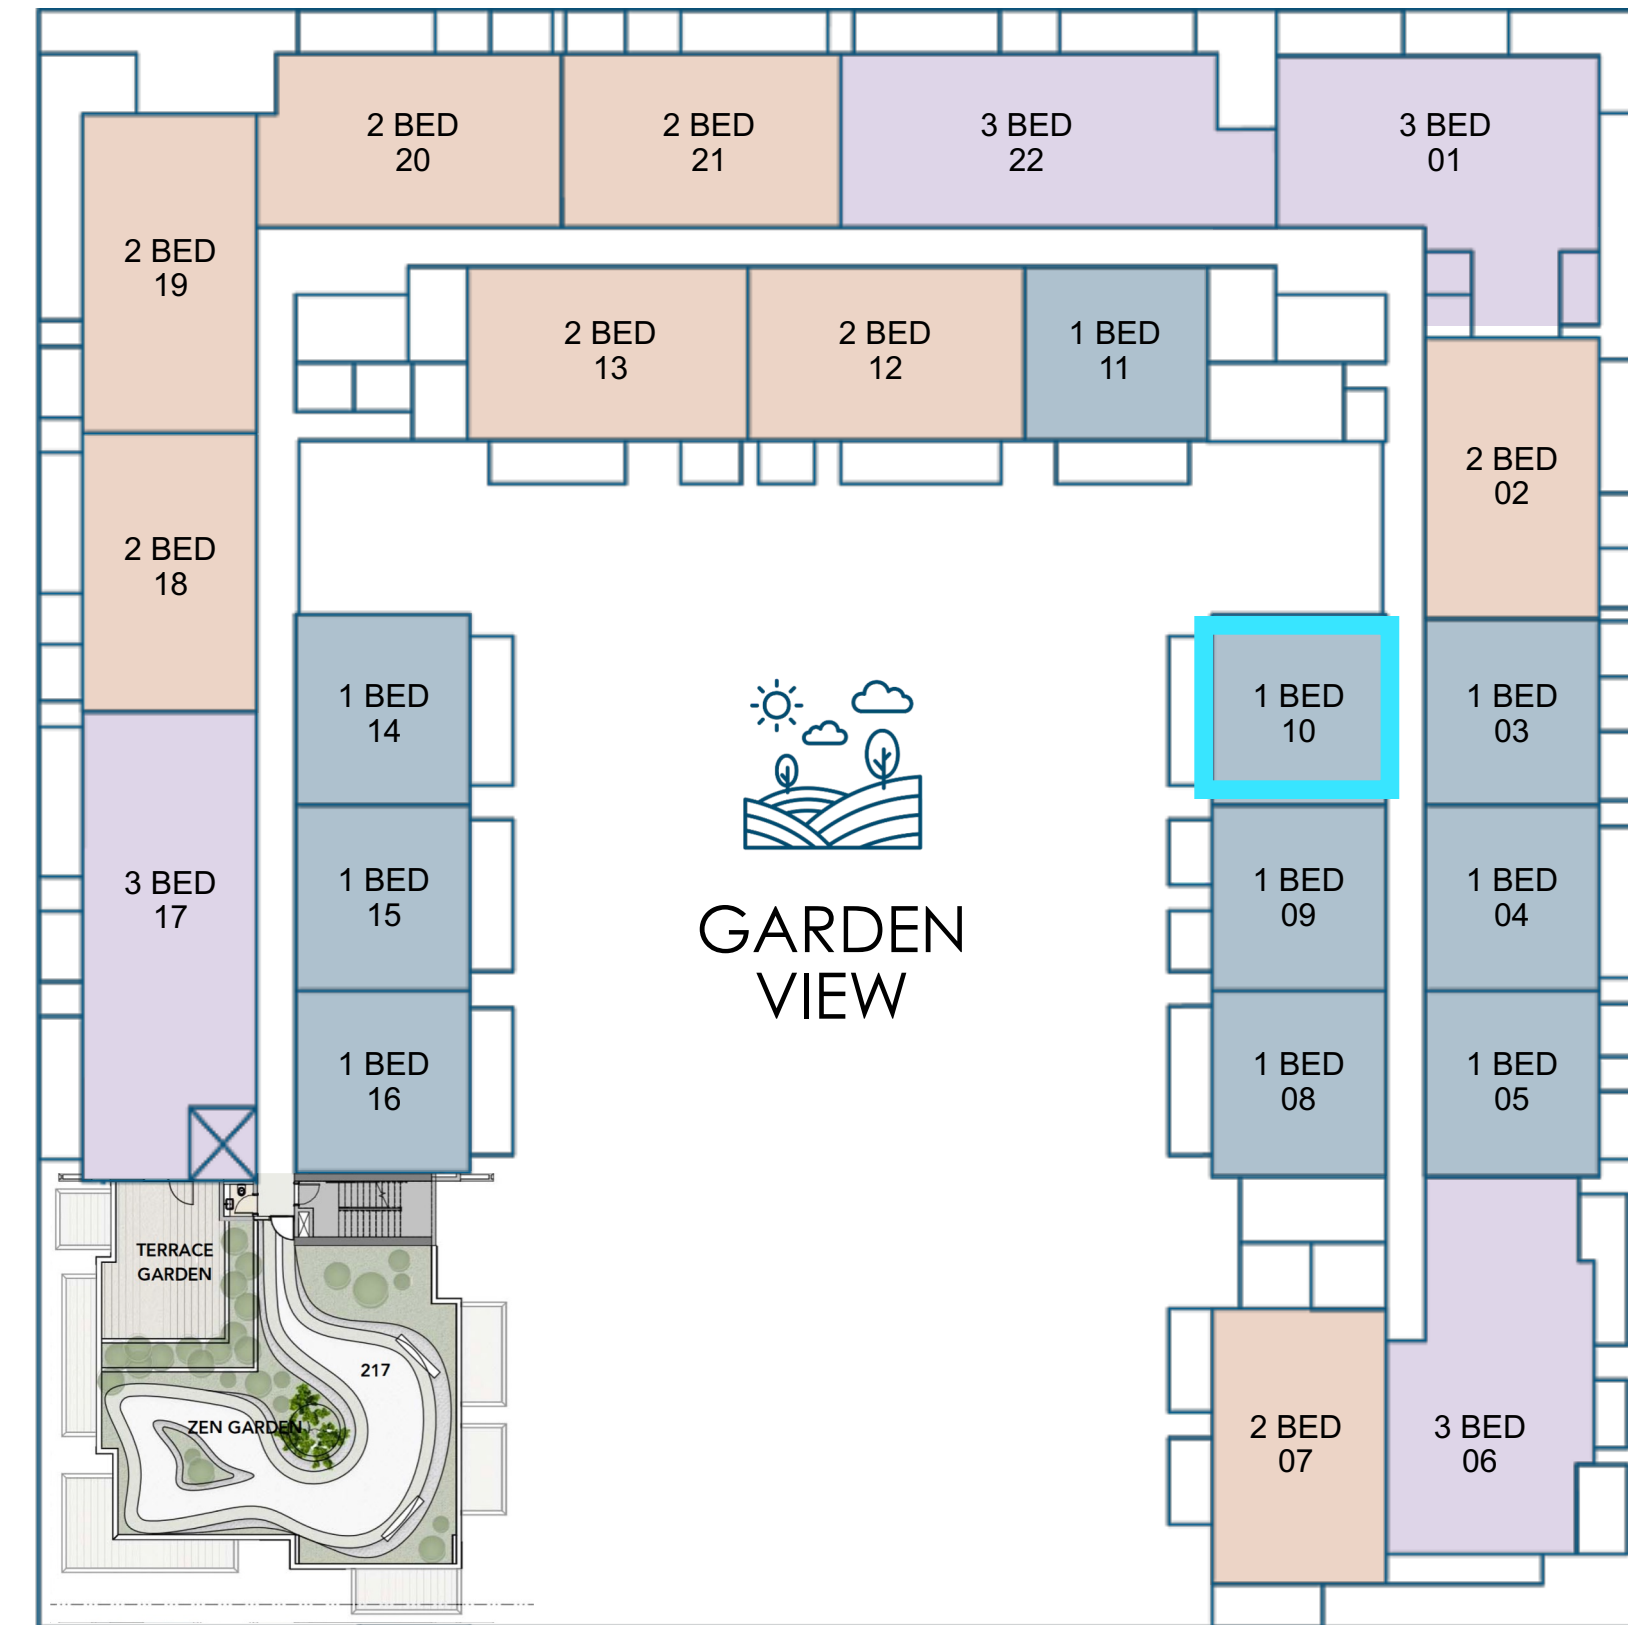 2 BED
20
2 BED
21
3 BED
22
3 BED
01
2 BED
19
2 BED
13
2 BED
12
1 BED
11
2 BED
02
2 BED
18
1 BED
14
1 BED
10
1 BED
03
3 BED
17
1 BED
15
GARDEN
VIEW
1 BED
09
1 BED
04
1 BED
16
1 BED
08
1 BED
05
TERRACE
GARDEN
217
ZEN GARDEN
2 BED
07
3 BED
06